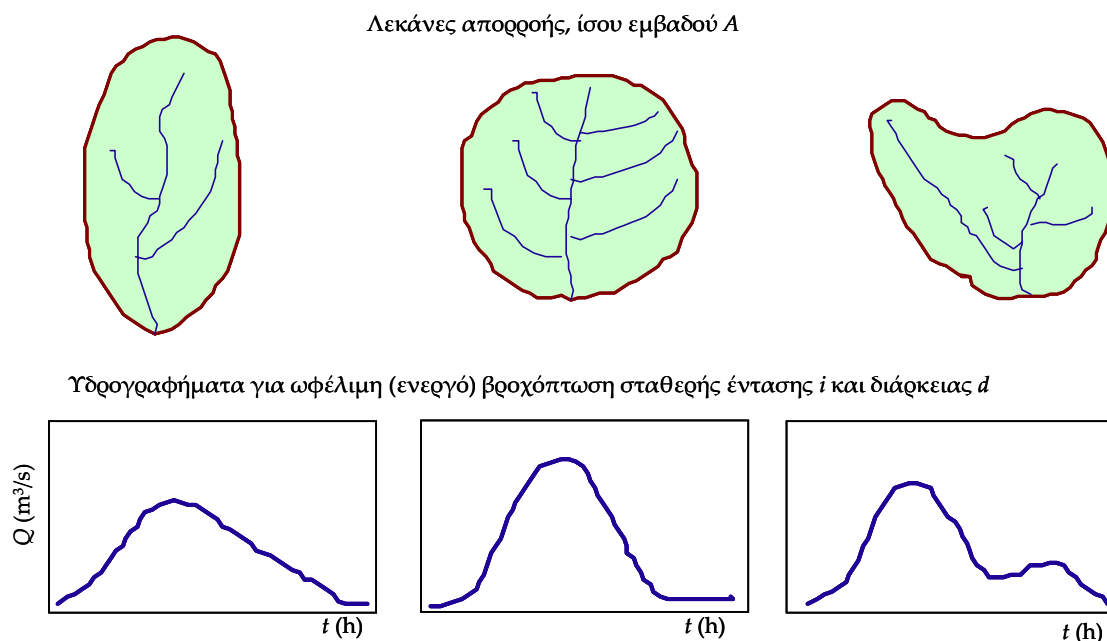 Λεκάνες απορροής, ίσου εμβαδού A
Υδρογραφήματα για ωφέλιμη (ενεργό) βροχόπτωση σταθερής έντασης i και διάρκειας d
Q (m³/s)
t (h)
t (h)
t (h)